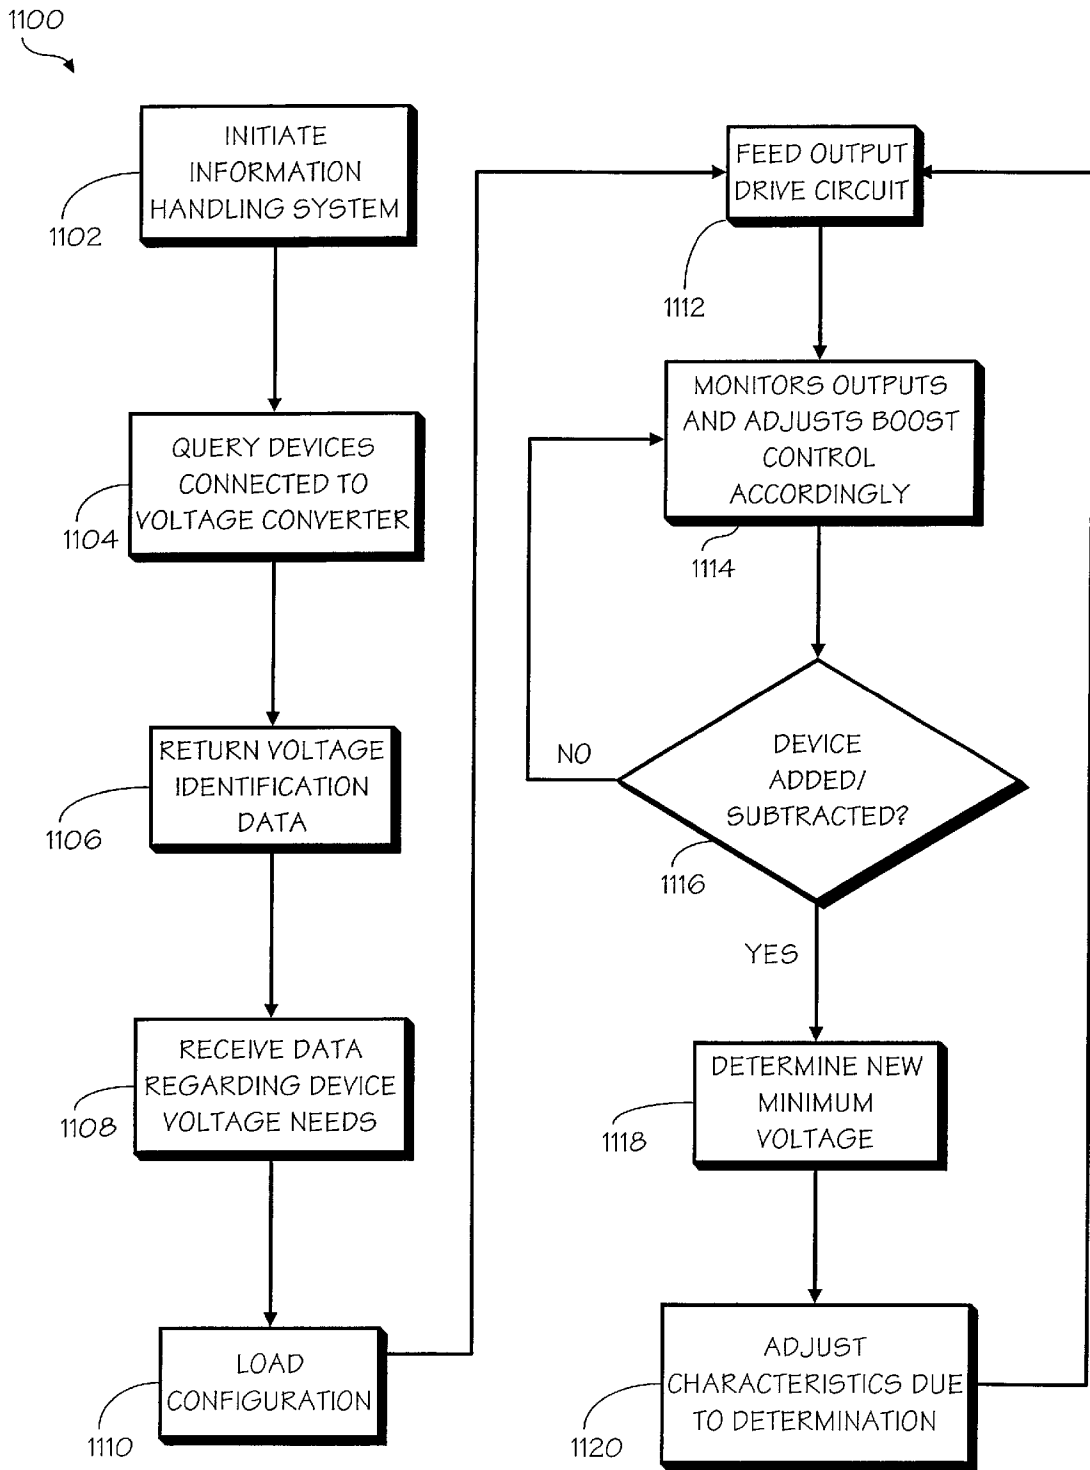 1100
INITIATE
INFORMATION
HANDLING SYSTEM
1102
QUERY DEVICES
CONNECTED TO
VOLTAGE CONVERTER
1104
RETURN VOLTAGE
IDENTIFICATION
DATA
1106
RECEIVE DATA
REGARDING DEVICE
VOLTAGE NEEDS
1108
LOAD
CONFIGURATION
1110
FEED OUTPUT
DRIVE CIRCUIT
1112
MONITORS OUTPUTS
AND ADJUSTS BOOST
CONTROL
ACCORDINGLY
1114
NO
DEVICE
ADDED/
SUBTRACTED?
1116
YES
DETERMINE NEW
MINIMUM
VOLTAGE
1118
ADJUST
CHARACTERISTICS DUE
TO DETERMINATION
1120